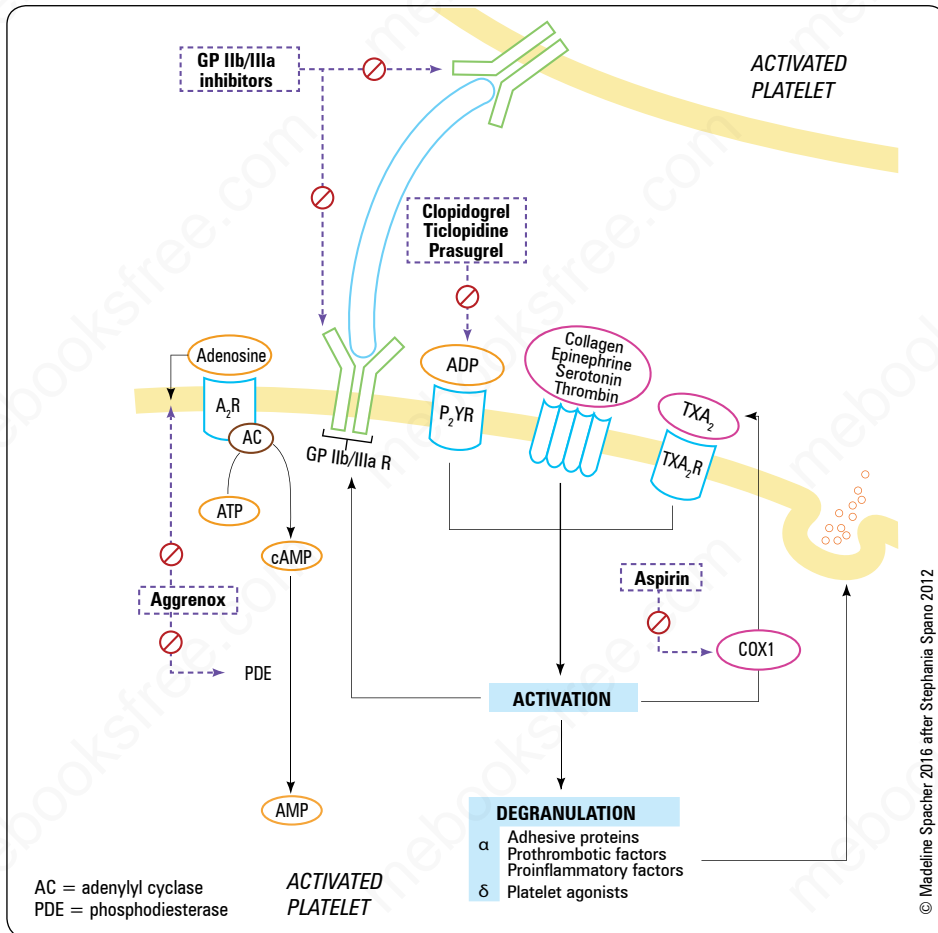 GP IIb/IIIa
inhibitors
ACTIVATED
PLATELET
Clopidogrel
Ticlopidine
Prasugrel
Adenosine
A2R
AC
ATP
cAMP
GP IIb/IIIa R
ADP
P2YR
Collagen
Epinephrine
Serotonin
Thrombin
TXA2
TXA2R
Aggrenox
PDE
AMP
Aspirin
COX1
ACTIVATION
DEGRANULATION
α Adhesive proteins
Prothrombotic factors
Proinflammatory factors
δ Platelet agonists
AC = adenylyl cyclase
PDE = phosphodiesterase
ACTIVATED
PLATELET
© Madeline Spacher 2016 after Stephania Spano 2012
mebooksfree.com